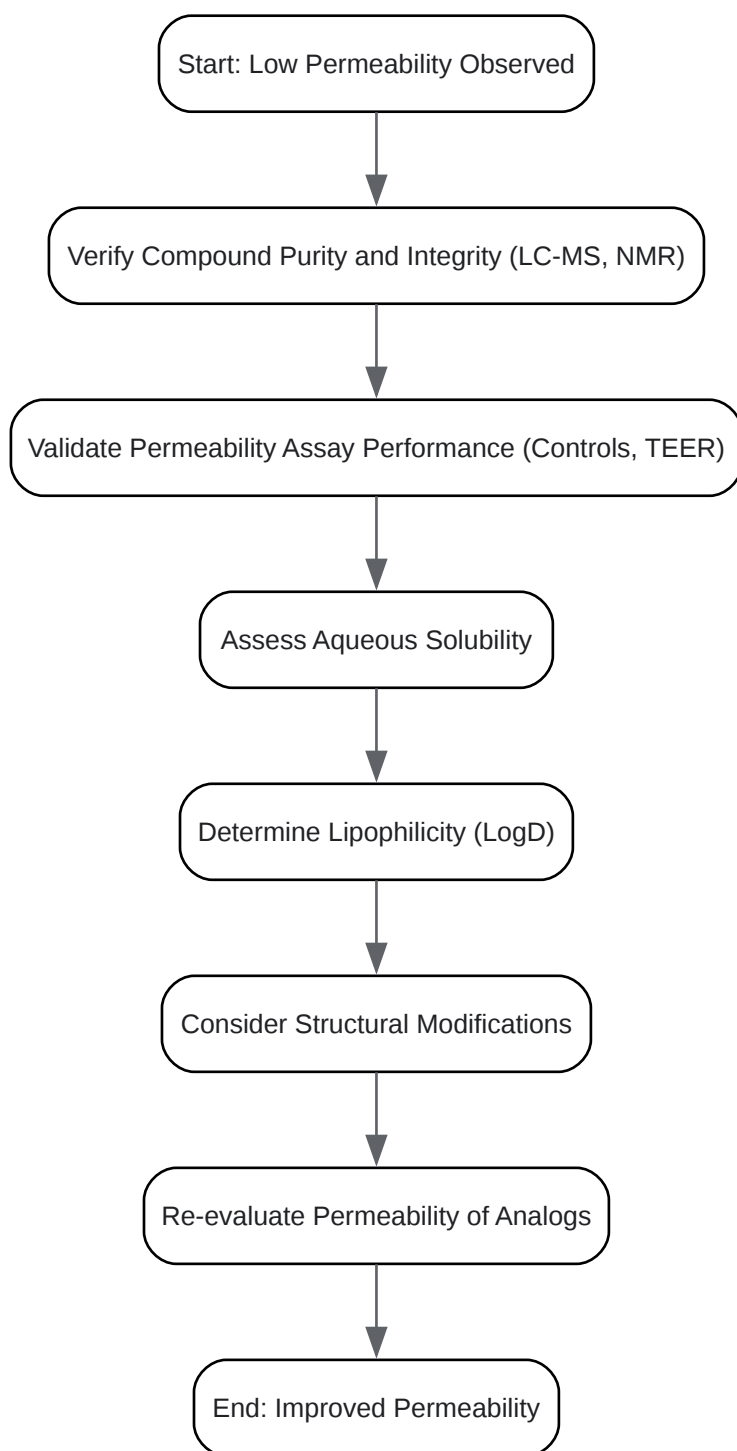 Start: Low Permeability Observed
Verify Compound Purity and Integrity (LC-MS, NMR)
Validate Permeability Assay Performance (Controls, TEER)
Assess Aqueous Solubility
Determine Lipophilicity (LogD)
Consider Structural Modifications
Re-evaluate Permeability of Analogs
End: Improved Permeability